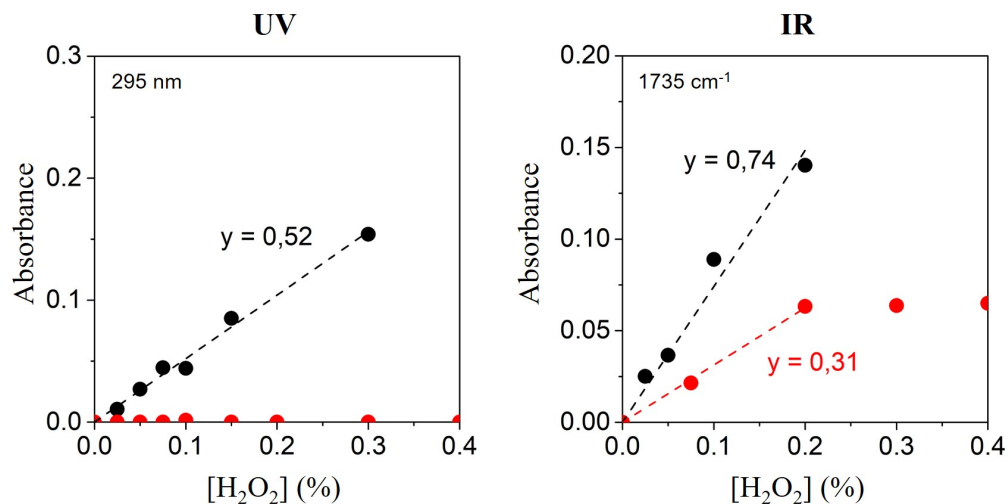 UV
295 nm
y = 0,52
Absorbance
0.3
0.2
0.1
0.0
0.0 0.1 0.2 0.3 0.4
[H₂O₂] (%)
IR
1735 cm⁻¹
y = 0,74
y = 0,31
Absorbance
0.20
0.15
0.10
0.05
0.00
0.0 0.1 0.2 0.3 0.4
[H₂O₂] (%)